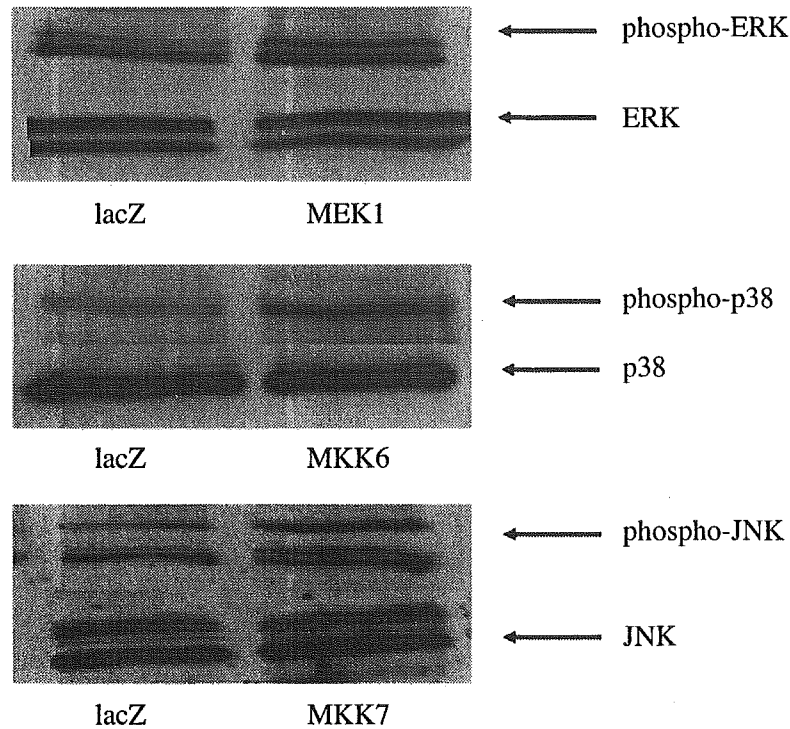 phospho-ERK
ERK
lacZ MEK1
phospho-p38
p38
lacZ MKK6
phospho-JNK
JNK
lacZ MKK7